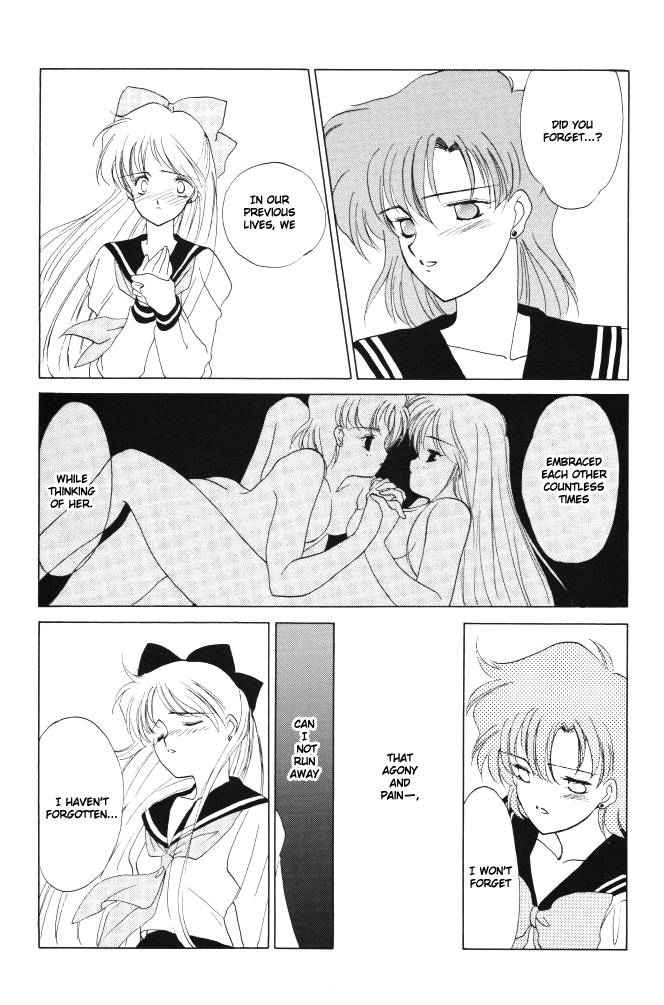 DID YOU
FORGET...?
IN OUR
PREVIOUS
LIVES, WE
EMBRACED
EACH OTHER
COUNTLESS
TIMES
WHILE
THINKING
OF HER.
I WON'T
FORGET
THAT
AGONY
AND
PAIN—,
CAN
I
NOT
RUN
AWAY
I HAVEN'T
FORGOTTEN...